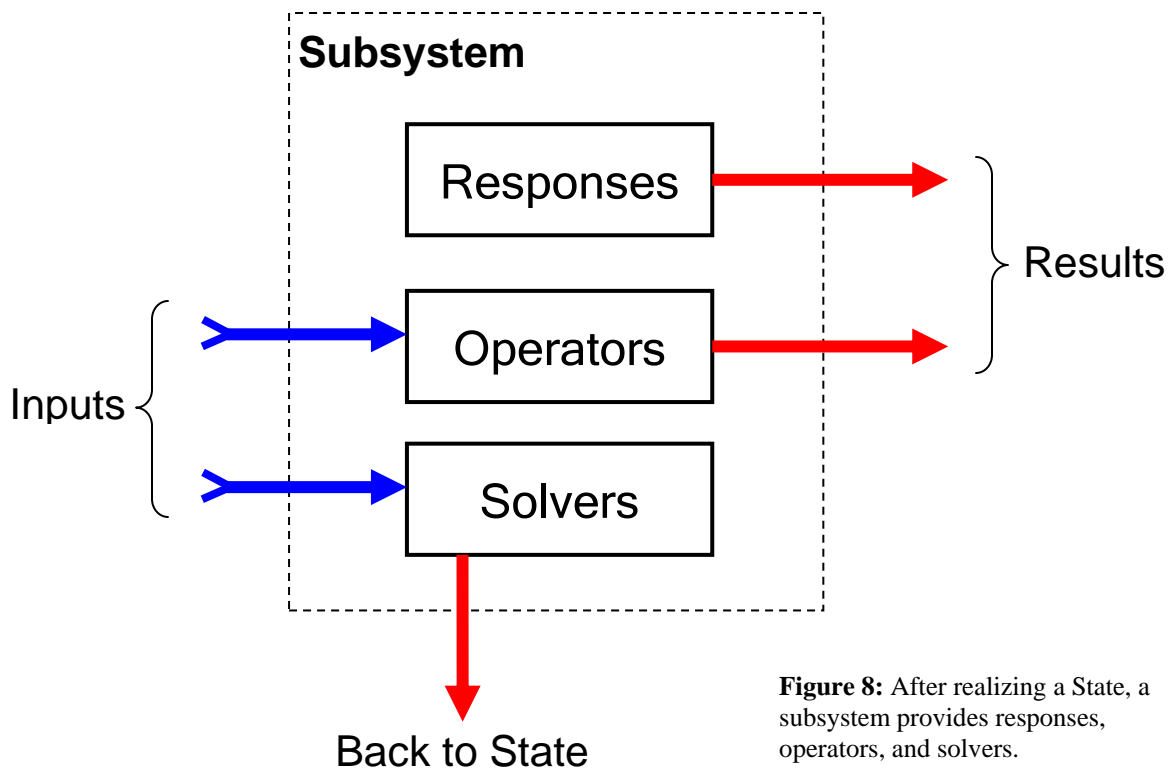 Subsystem
Responses
Results
Operators
Inputs
Solvers
Figure 8: After realizing a State, a
subsystem provides responses,
operators, and solvers.
Back to State